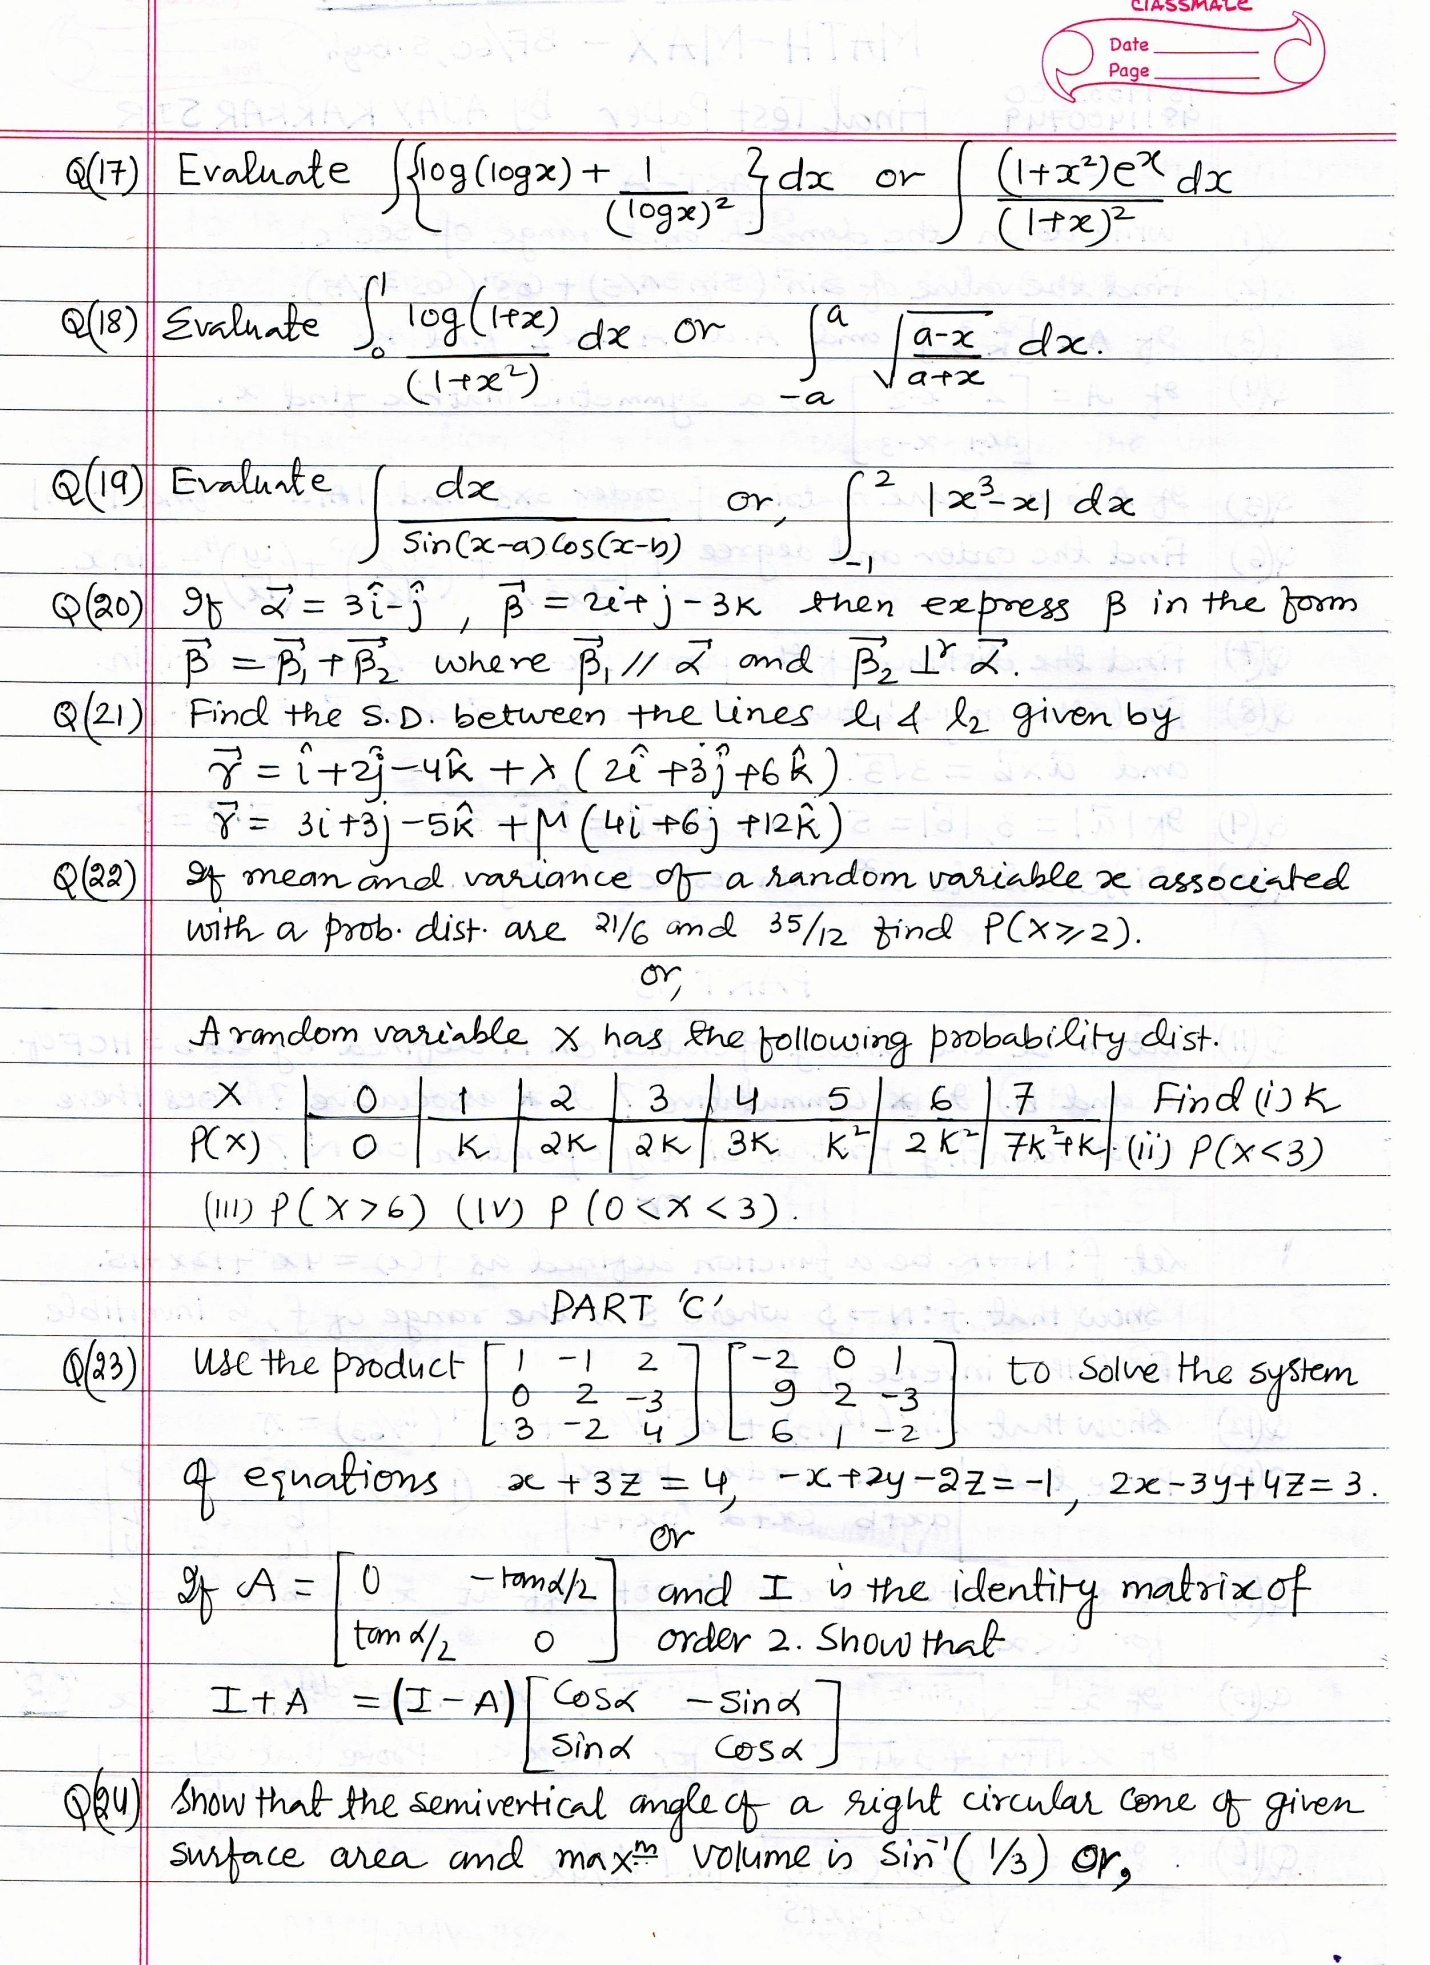 classmate
Date
Page
Q(17) Evaluate ∫{log(logx) + 1/(logx)²} dx or ∫ (1+x²)eˣ/(1+x)² dx
Q(18) Evaluate ∫₀¹ log(1+x)/(1+x²) dx or ∫₋ₐᵃ √((a-x)/(a+x)) dx.
Q(19) Evaluate ∫ dx/(Sin(x-a)Cos(x-b)) or, ∫₋₁² |x³-x| dx
Q(20) If α⃗ = 3î-ĵ, β⃗ = 2i+j-3k then express β in the form
β⃗ = β⃗₁ + β⃗₂ where β⃗₁ // α⃗ and β⃗₂ ⊥ʳ α⃗.
Q(21) Find the S.D. between the lines l₁ & l₂ given by
r⃗ = î+2ĵ-4k̂ + λ(2î+3ĵ+6k̂)
r⃗ = 3i+3j-5k̂ + μ(4i+6j+12k̂)
Q(22) If mean and variance of a random variable x associated
with a prob. dist. are 21/6 and 35/12 find P(X⩾2).
or,
A random variable X has the following probability dist.
X | 0 | 1 | 2 | 3 | 4 | 5 | 6 | 7 | Find (i) K
P(X) | 0 | K | 2K | 2K | 3K | K² | 2K² | 7K²+K | (ii) P(X<3)
(III) P(X>6) (IV) P(0<X<3).
PART 'C'
Q(23) Use the product [1 -1 2; 0 2 -3; 3 -2 4] [-2 0 1; 9 2 -3; 6 1 -2] to solve the system
of equations x+3z=4, -x+2y-2z=-1, 2x-3y+4z=3.
or
If A = [0 -tanα/2; tanα/2 0] and I is the identity matrix of
order 2. Show that
I+A = (I-A)[Cosα -Sinα; Sinα Cosα]
Q(24) Show that the semivertical angle of a right circular cone of given
surface area and maxᵐ volume is Sin⁻¹(1/3) or,